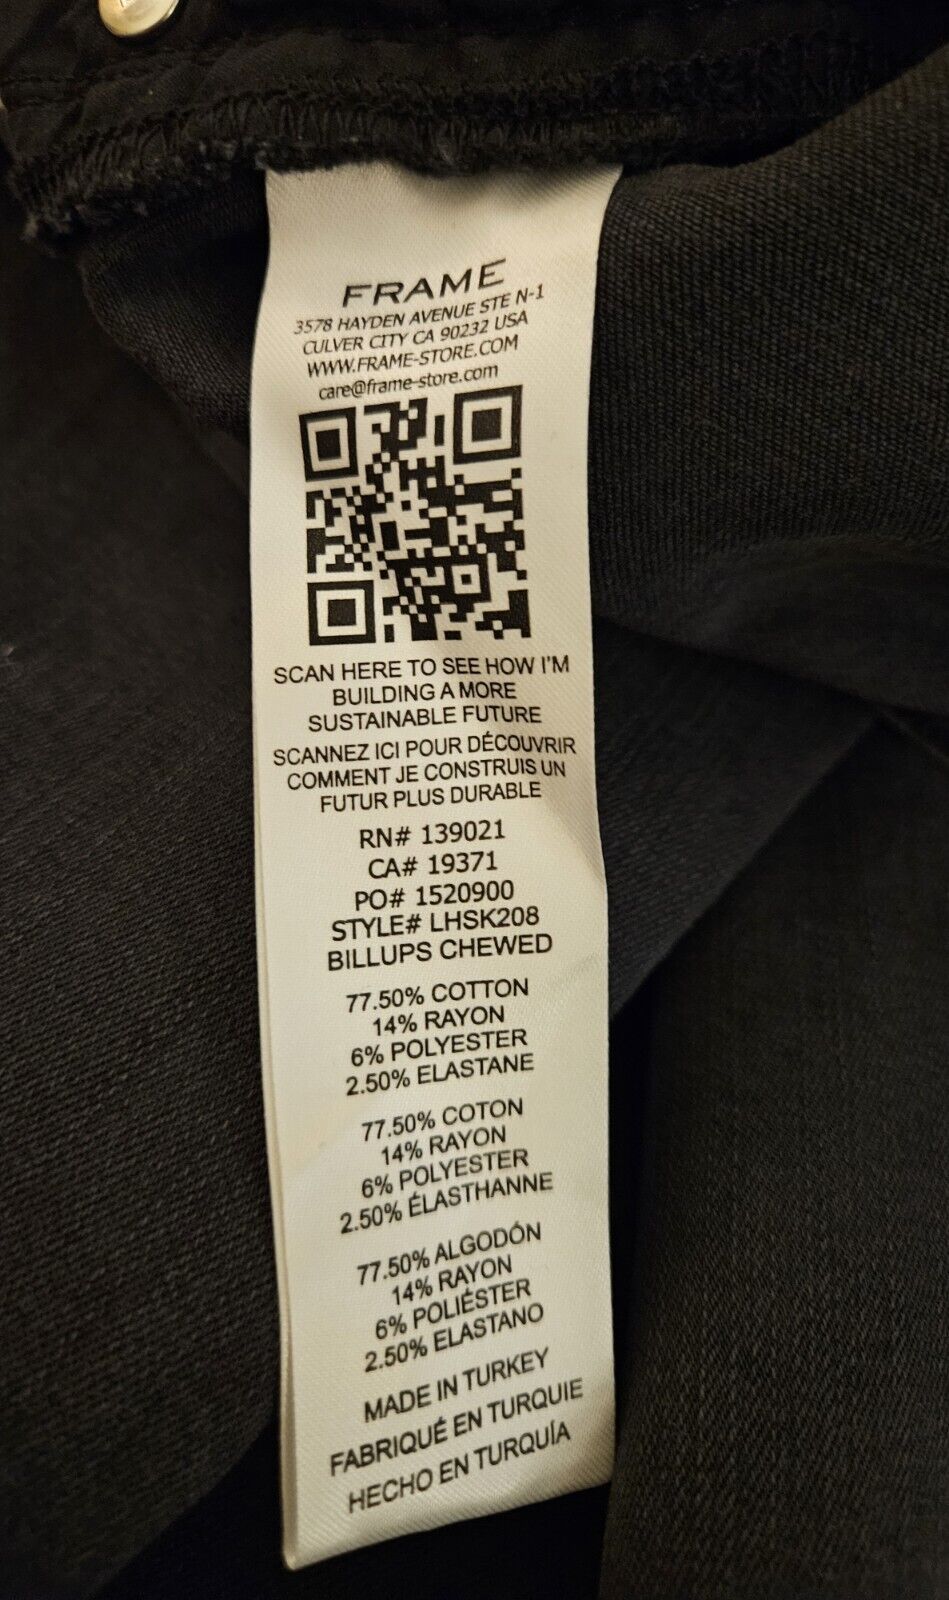 FRAME
3578 HAYDEN AVENUE STE N-1
CULVER CITY CA 90232 USA
WWW.FRAME-STORE.COM
care@frame-store.com
SCAN HERE TO SEE HOW I'M
BUILDING A MORE
SUSTAINABLE FUTURE
SCANNEZ ICI POUR DÉCOUVRIR
COMMENT JE CONSTRUIS UN
FUTUR PLUS DURABLE
RN# 139021
CA# 19371
PO# 1520900
STYLE# LHSK208
BILLUPS CHEWED
77.50% COTTON
14% RAYON
6% POLYESTER
2.50% ELASTANE
77.50% COTON
14% RAYON
6% POLYESTER
2.50% ÉLASTHANNE
77.50% ALGODÓN
14% RAYON
6% POLIÉSTER
2.50% ELASTANO
MADE IN TURKEY
FABRIQUÉ EN TURQUIE
HECHO EN TURQUÍA